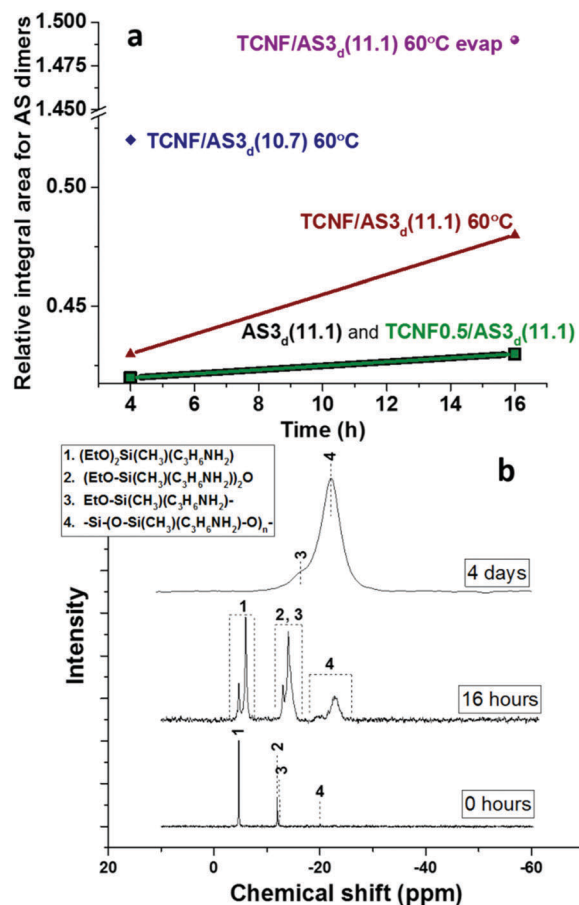 a
Relative integral area for AS dimers
1.500
1.475
1.450
0.50
0.45
TCNF/AS3d(11.1) 60°C evap
TCNF/AS3d(10.7) 60°C
TCNF/AS3d(11.1) 60°C
AS3d(11.1) and TCNF0.5/AS3d(11.1)
4 6 8 10 12 14 16
Time (h)
b
1. (EtO)2Si(CH3)(C3H6NH2)
2. (EtO-Si(CH3)(C3H6NH2))2O
3. EtO-Si(CH3)(C3H6NH2)-
4. -Si-(O-Si(CH3)(C3H6NH2)-O)n-
Intensity
3 4
4 days
1 2, 3 4
16 hours
1 2 3 4
0 hours
20 0 -20 -40 -60
Chemical shift (ppm)